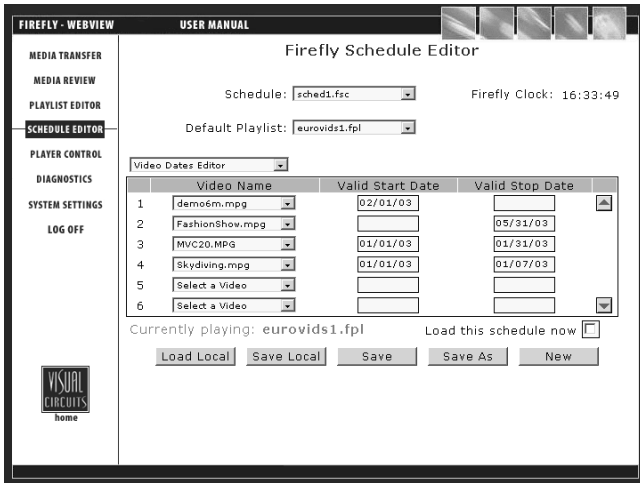 FIREFLY - WEBVIEW USER MANUAL
MEDIA TRANSFER
MEDIA REVIEW
PLAYLIST EDITOR
SCHEDULE EDITOR
PLAYER CONTROL
DIAGNOSTICS
SYSTEM SETTINGS
LOG OFF
VISUAL
CIRCUITS
home
Firefly Schedule Editor
Schedule: sched1.fsc Firefly Clock: 16:33:49
Default Playlist: eurovids1.fpl
Video Dates Editor
Video Name Valid Start Date Valid Stop Date
1 demo6m.mpg 02/01/03
2 FashionShow.mpg 05/31/03
3 MVC20.MPG 01/01/03 01/31/03
4 Skydiving.mpg 01/01/03 01/07/03
5 Select a Video
6 Select a Video
Currently playing: eurovids1.fpl Load this schedule now
Load Local Save Local Save Save As New